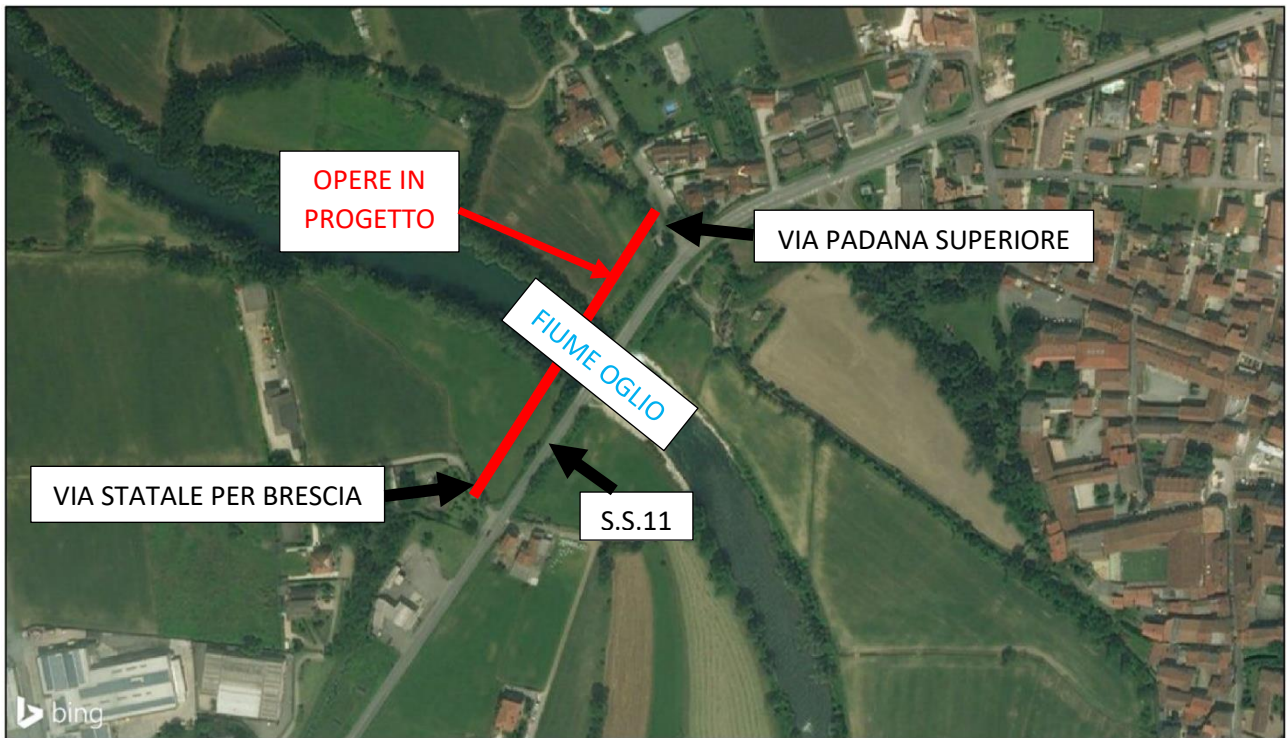 OPERE IN
PROGETTO
VIA PADANA SUPERIORE
FIUME OGLIO
VIA STATALE PER BRESCIA
S.S.11
bing